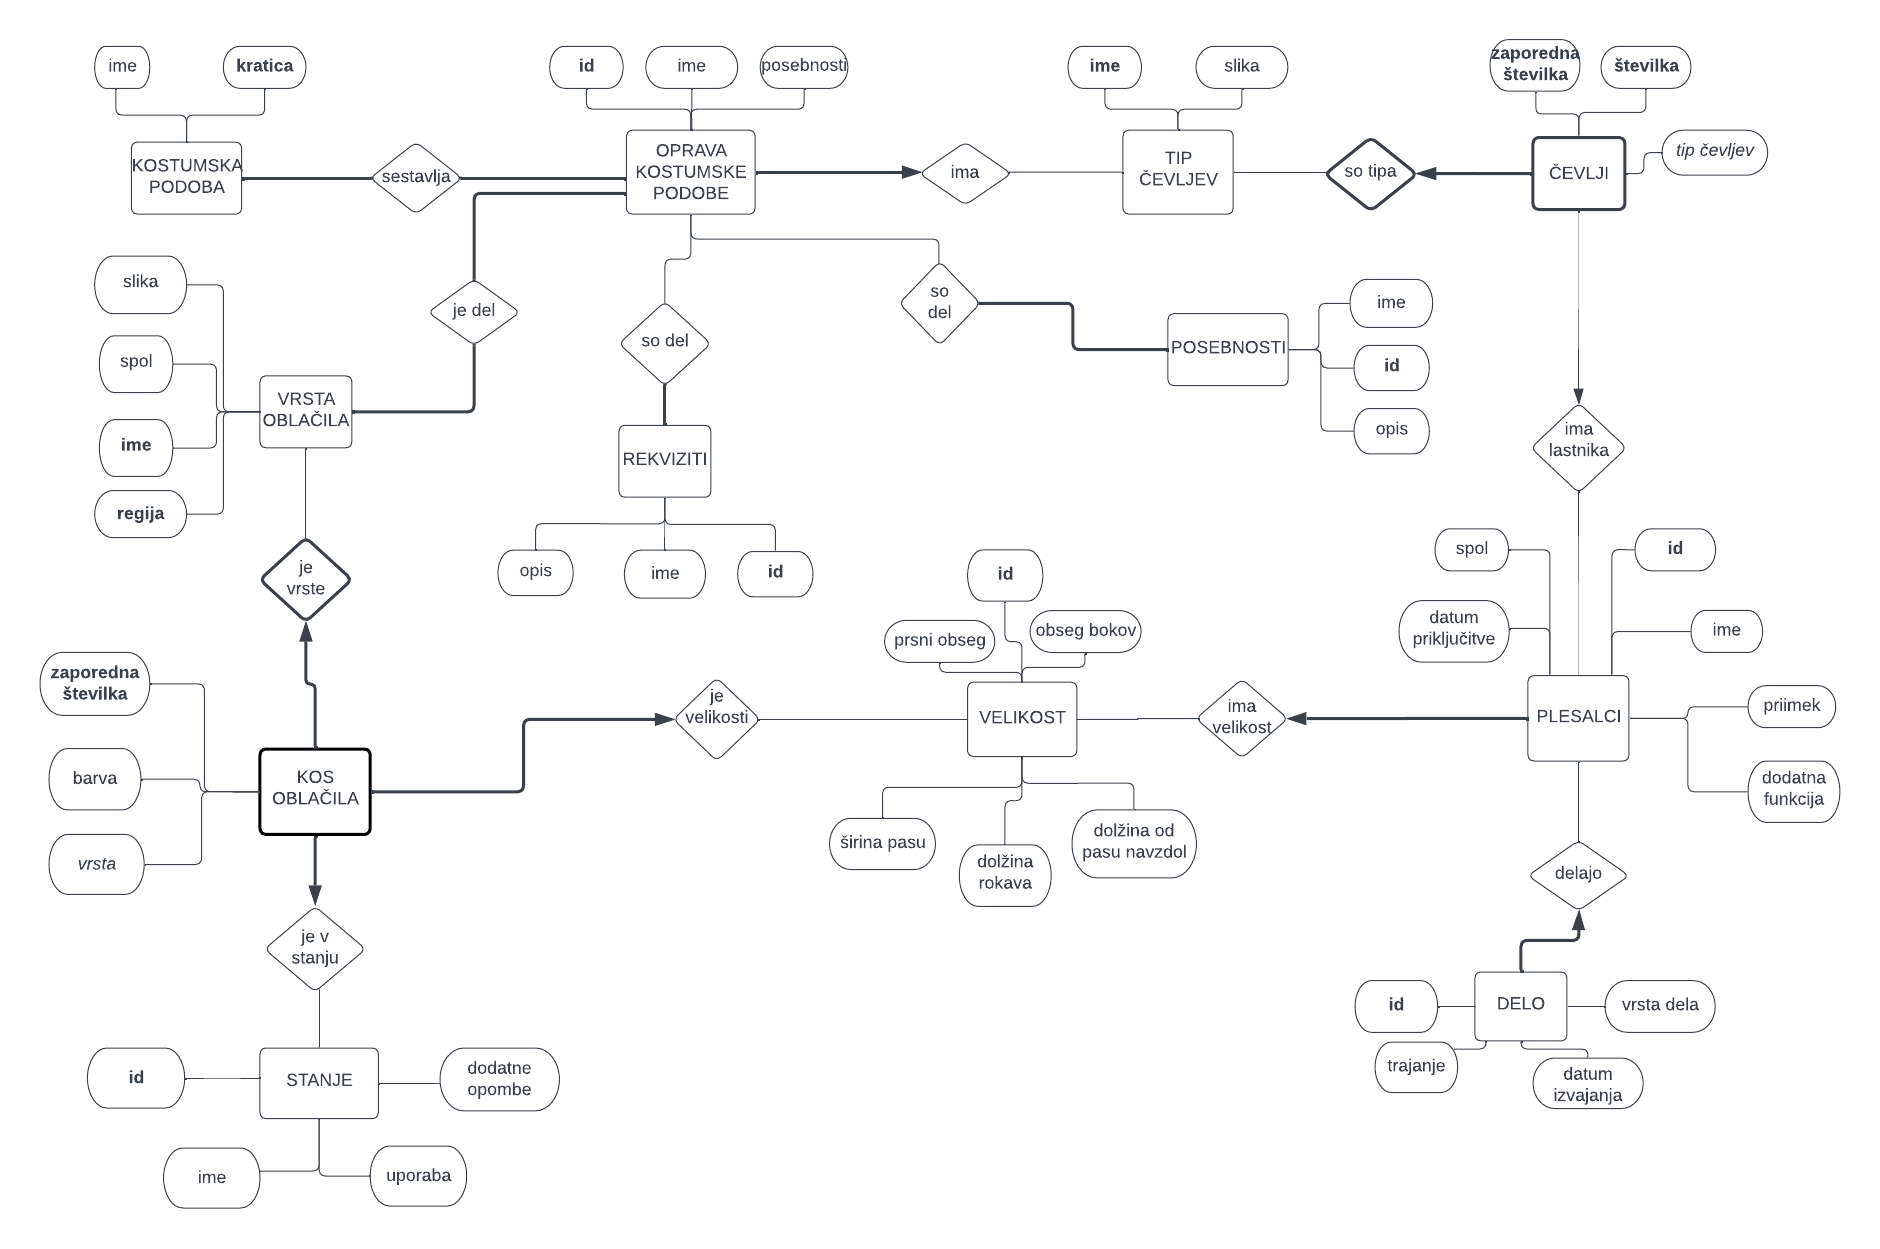 ime
kratica
id
ime
posebnosti
ime
slika
zaporedna
številka
številka
KOSTUMSKA
PODOBA
sestavlja
OPRAVA
KOSTUMSKE
PODOBE
ima
TIP
ČEVLJEV
so tipa
ČEVLJI
tip čevljev
slika
spol
ime
regija
VRSTA
OBLAČILA
je del
so del
so
del
POSEBNOSTI
ime
id
opis
ima
lastnika
REKVIZITI
opis
ime
id
je
vrste
id
prsni obseg
obseg bokov
spol
id
datum
priključitve
ime
zaporedna
številka
barva
vrsta
KOS
OBLAČILA
je
velikosti
VELIKOST
ima
velikost
PLESALCI
priimek
dodatna
funkcija
širina pasu
dolžina
rokava
dolžina od
pasu navzdol
delajo
je v
stanju
id
DELO
vrsta dela
trajanje
datum
izvajanja
id
STANJE
dodatne
opombe
ime
uporaba